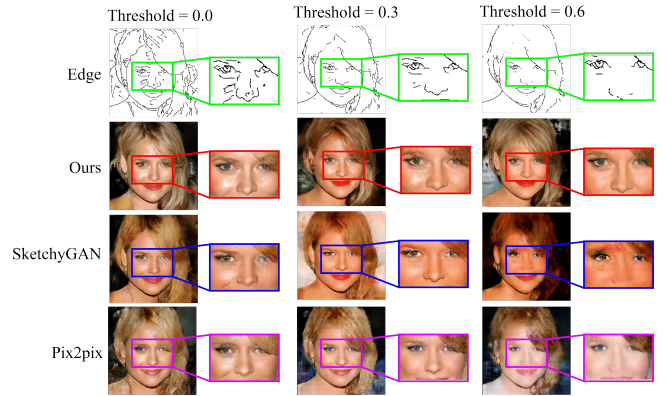 Threshold = 0.0 Threshold = 0.3 Threshold = 0.6
Edge
Ours
SketchyGAN
Pix2pix